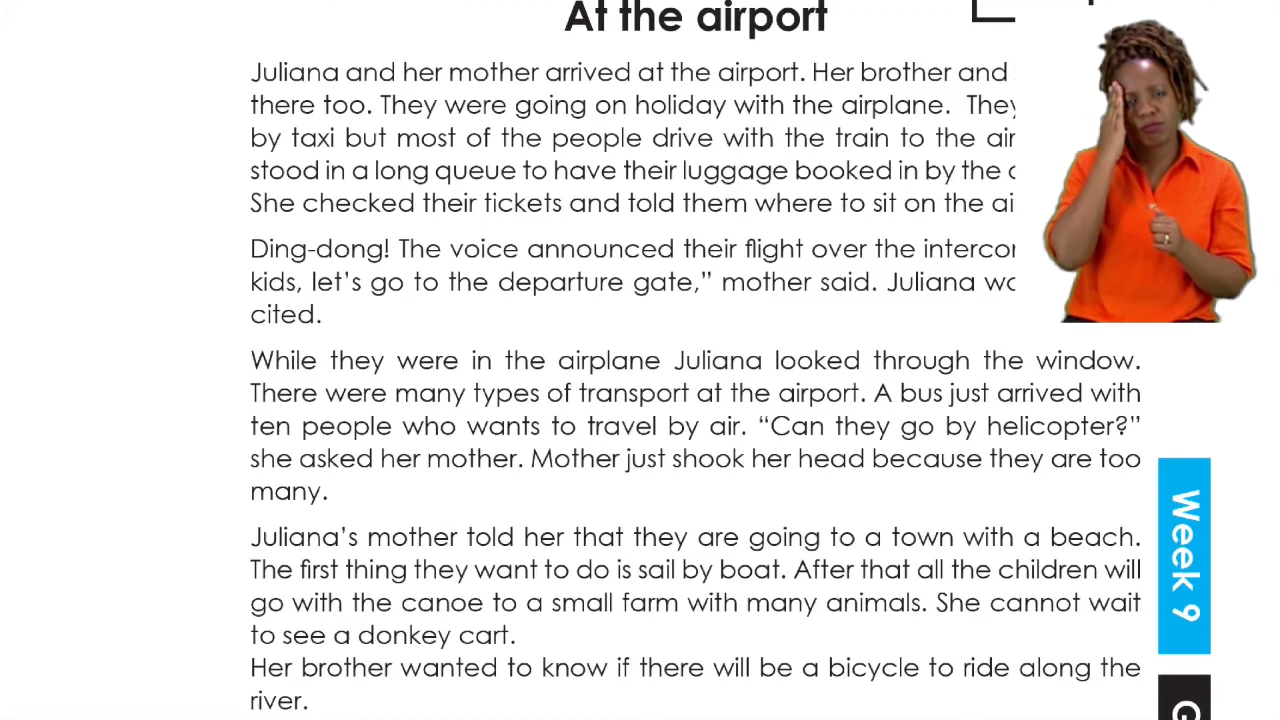 At the airport
Juliana and her mother arrived at the airport. Her brother and
there too. They were going on holiday with the airplane. They
by taxi but most of the people drive with the train to the
stood in a long queue to have their luggage booked in by the
She checked their tickets and told them where to sit on the
Ding-dong! The voice announced their flight over the
kids, let’s go to the departure gate,” mother said. Juliana
cited.
While they were in the airplane Juliana looked through the window.
There were many types of transport at the airport. A bus just arrived with
ten people who wants to travel by air. “Can they go by helicopter?”
she asked her mother. Mother just shook her head because they are too
many.
Juliana’s mother told her that they are going to a town with a beach.
The first thing they want to do is sail by boat. After that all the children will
go with the canoe to a small farm with many animals. She cannot wait
to see a donkey cart.
Her brother wanted to know if there will be a bicycle to ride along the
river.
Week 9